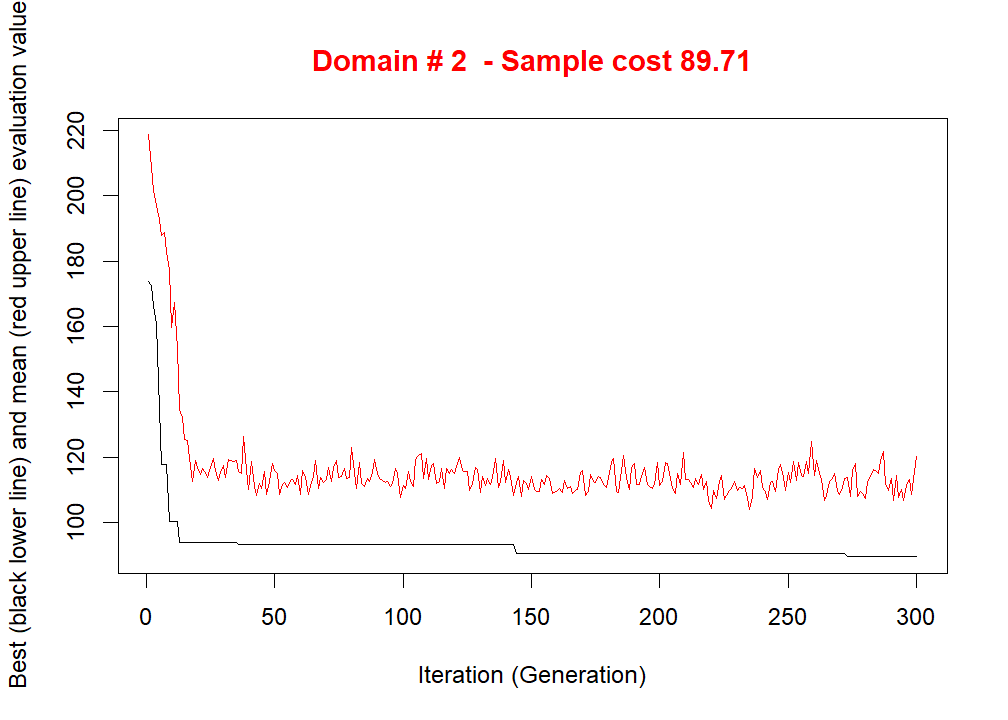 Domain # 2 - Sample cost 89.71
Best (black lower line) and mean (red upper line) evaluation value
220
200
180
160
140
120
100
0 50 100 150 200 250 300
Iteration (Generation)